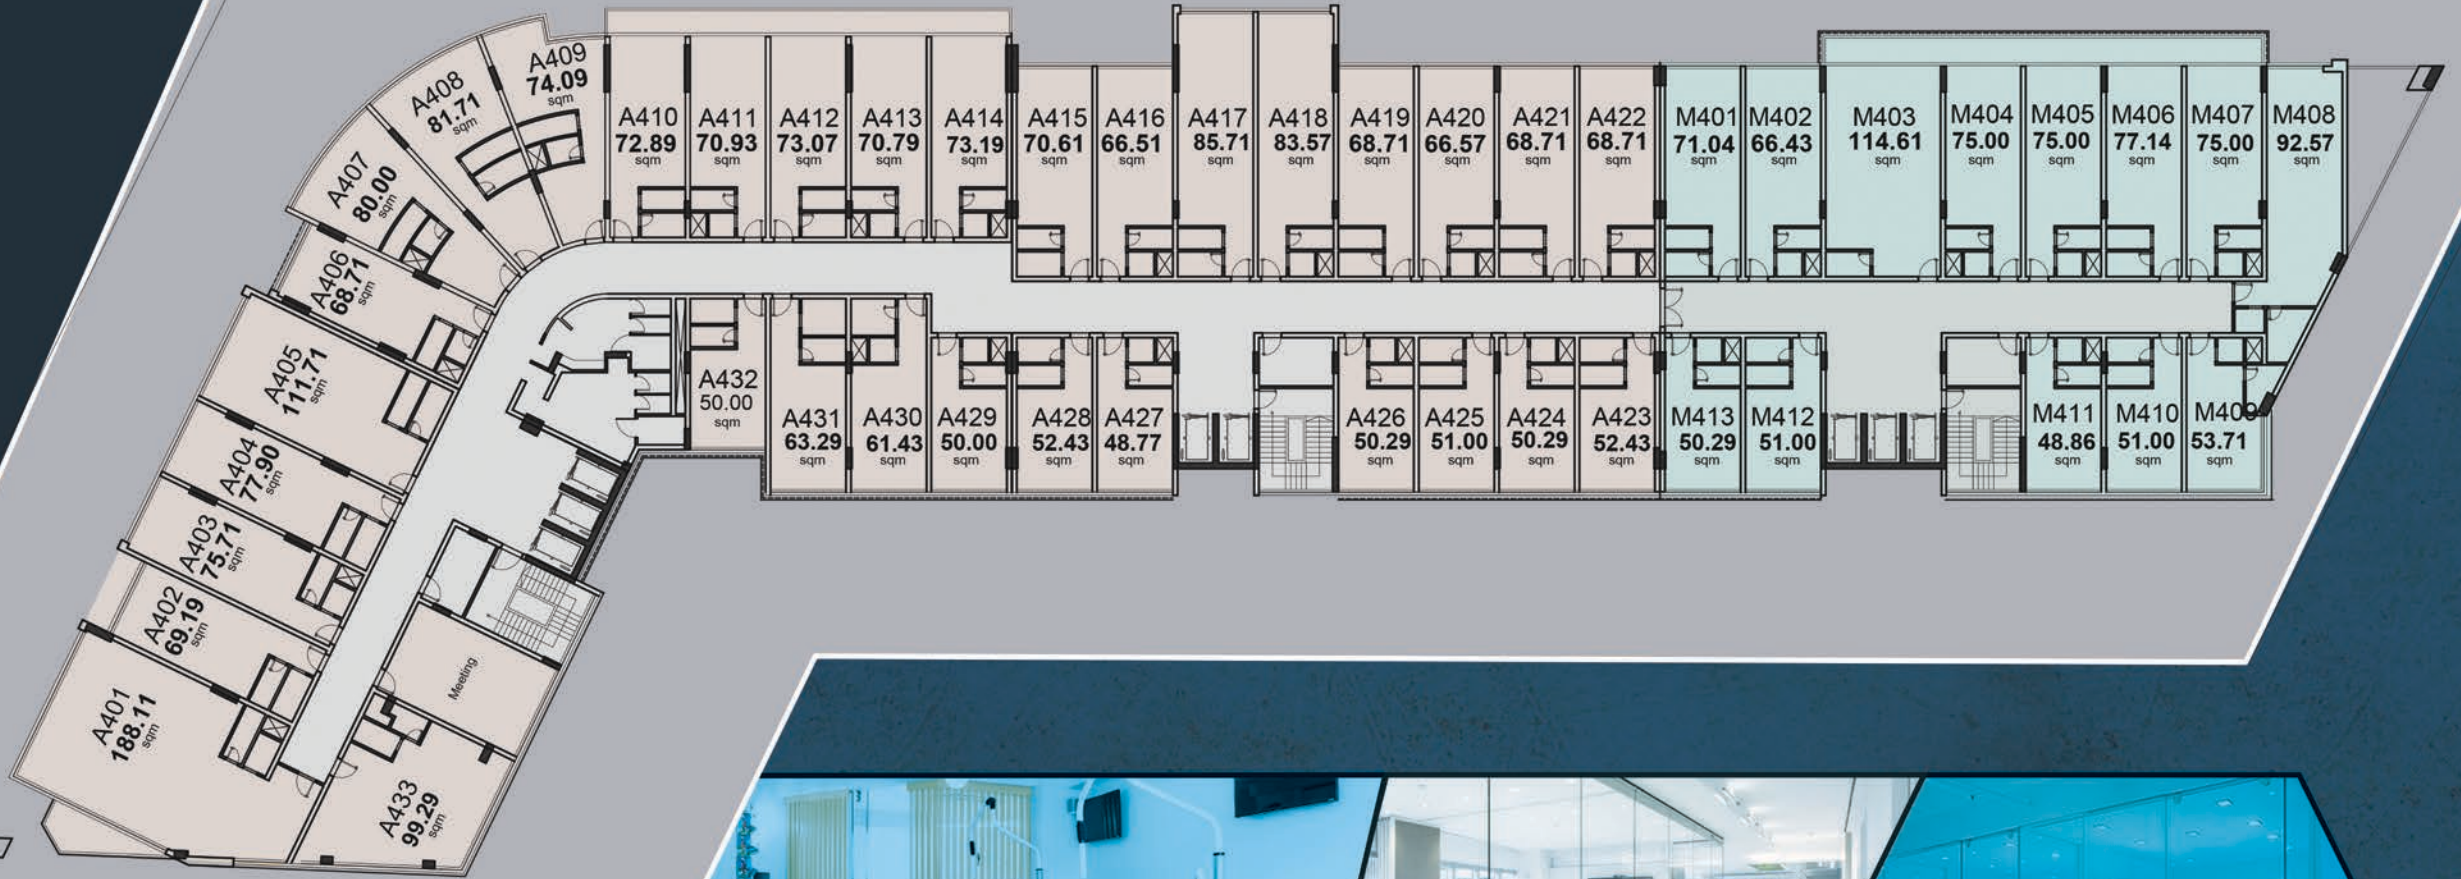 A401
188.11
sqm
A402
69.19
sqm
A403
75.71
sqm
A404
77.90
sqm
A405
111.71
sqm
A406
68.71
sqm
A407
80.00
sqm
A408
81.71
sqm
A409
74.09
sqm
A410
72.89
sqm
A411
70.93
sqm
A412
73.07
sqm
A413
70.79
sqm
A414
73.19
sqm
A415
70.61
sqm
A416
66.51
sqm
A417
85.71
sqm
A418
83.57
sqm
A419
68.71
sqm
A420
66.57
sqm
A421
68.71
sqm
A422
68.71
sqm
M401
71.04
sqm
M402
66.43
sqm
M403
114.61
sqm
M404
75.00
sqm
M405
75.00
sqm
M406
77.14
sqm
M407
75.00
sqm
M408
92.57
sqm
A432
50.00
sqm
A431
63.29
sqm
A430
61.43
sqm
A429
50.00
sqm
A428
52.43
sqm
A427
48.77
sqm
A426
50.29
sqm
A425
51.00
sqm
A424
50.29
sqm
A423
52.43
sqm
M413
50.29
sqm
M412
51.00
sqm
M411
48.86
sqm
M410
51.00
sqm
M409
53.71
sqm
Meeting
A433
99.29
sqm